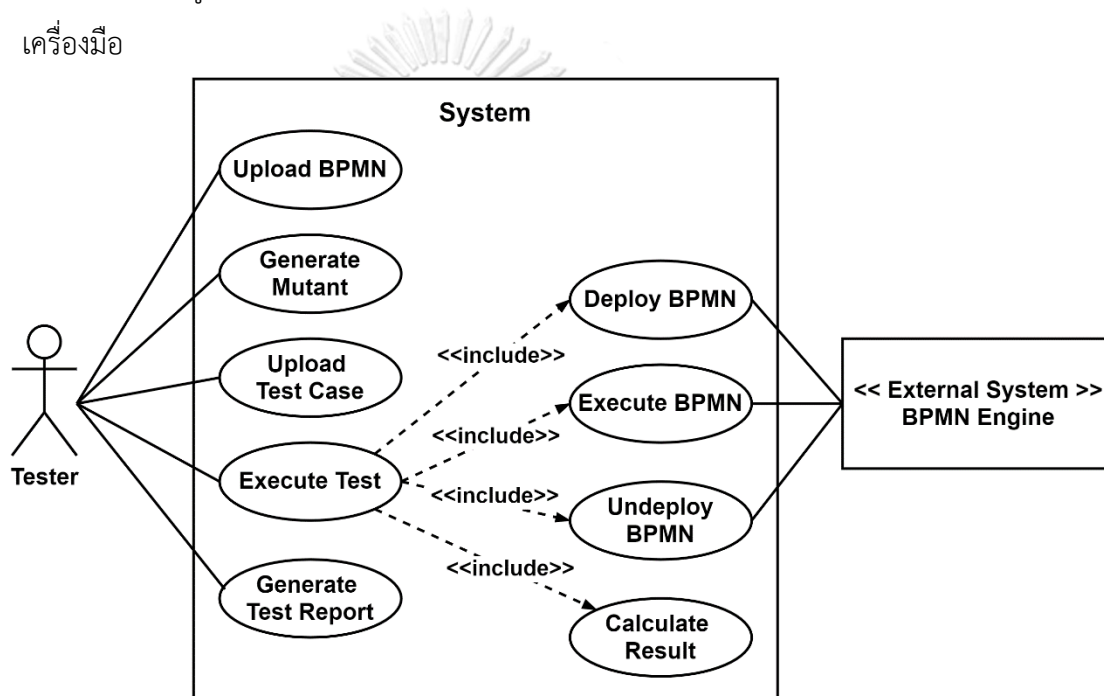 เครื่องมือ
System
Upload BPMN
Generate
Mutant
Upload
Test Case
Execute Test
Generate
Test Report
Tester
<<include>>
<<include>>
<<include>>
<<include>>
Deploy BPMN
Execute BPMN
Undeploy
BPMN
Calculate
Result
<< External System >>
BPMN Engine